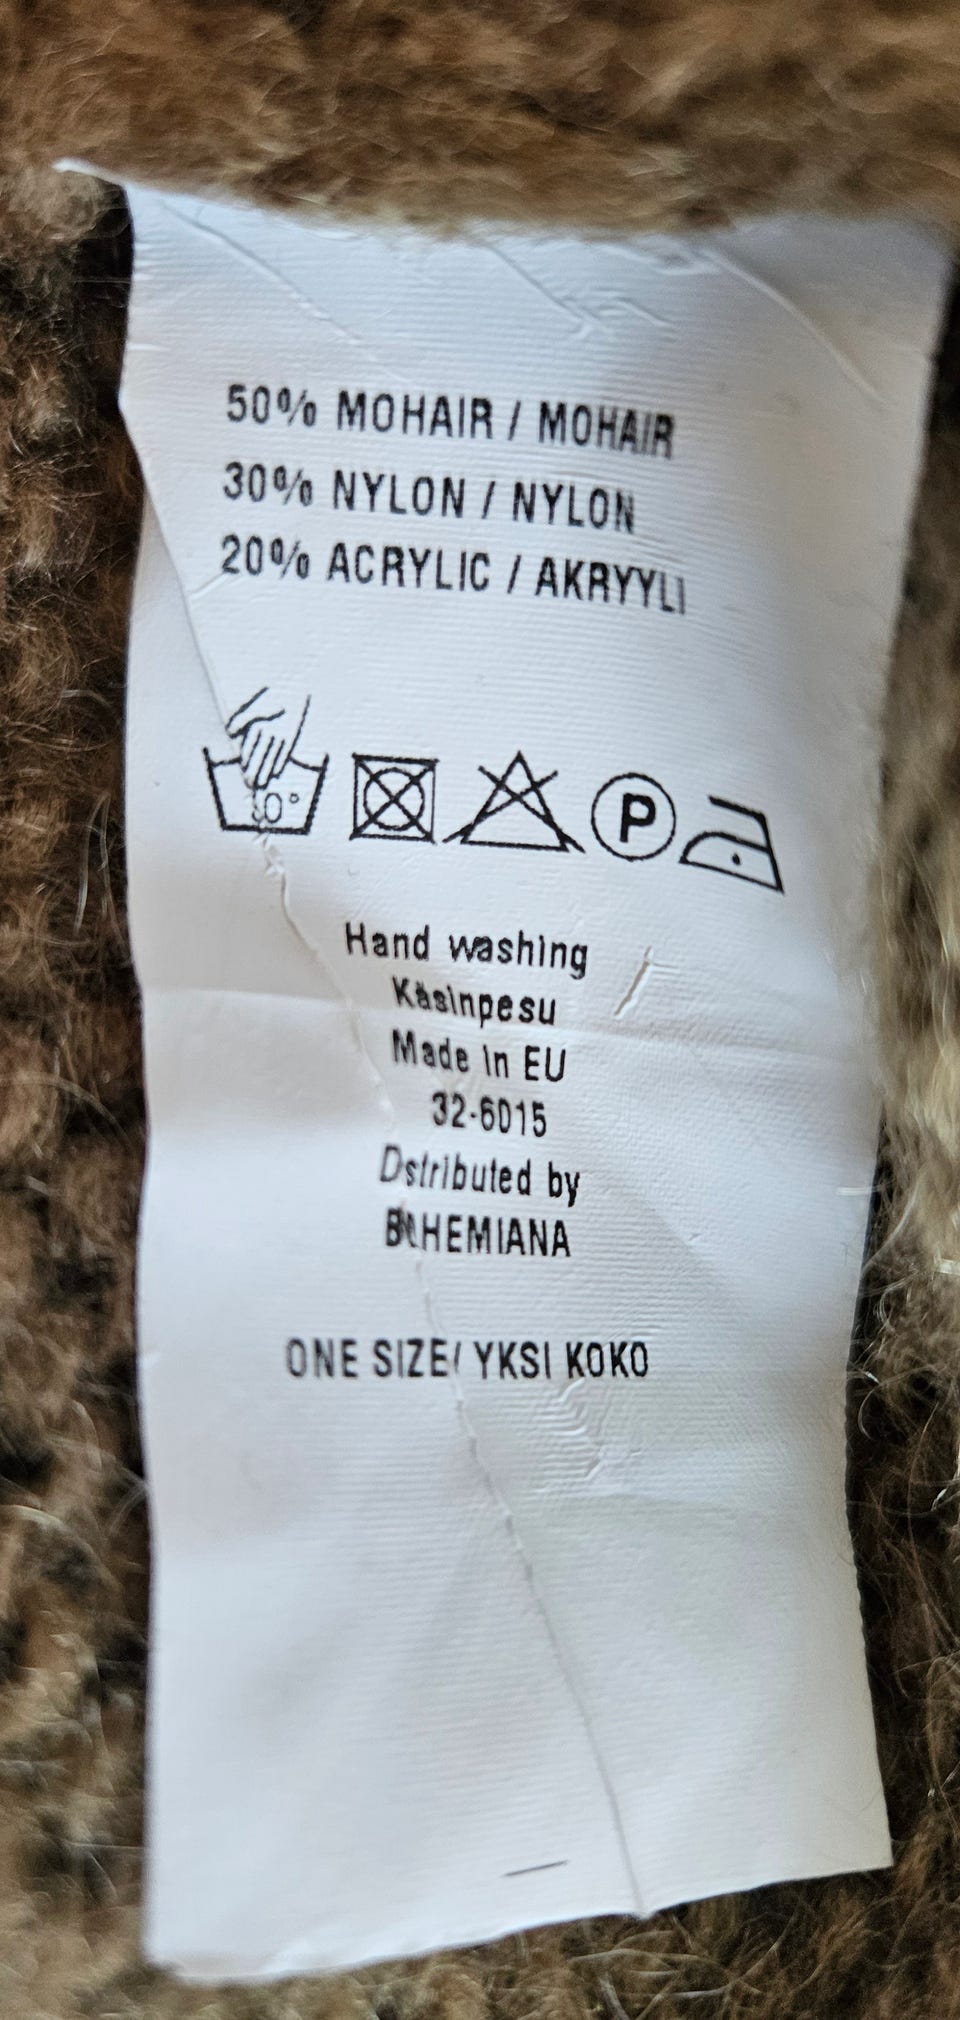 50% MOHAIR / MOHAIR
30% NYLON / NYLON
20% ACRYLIC / AKRYYLI
P
Hand washing
Käsinpesu
Made in EU
32-6015
Dstributed by
BOHEMIANA
ONE SIZE/ YKSI KOKO